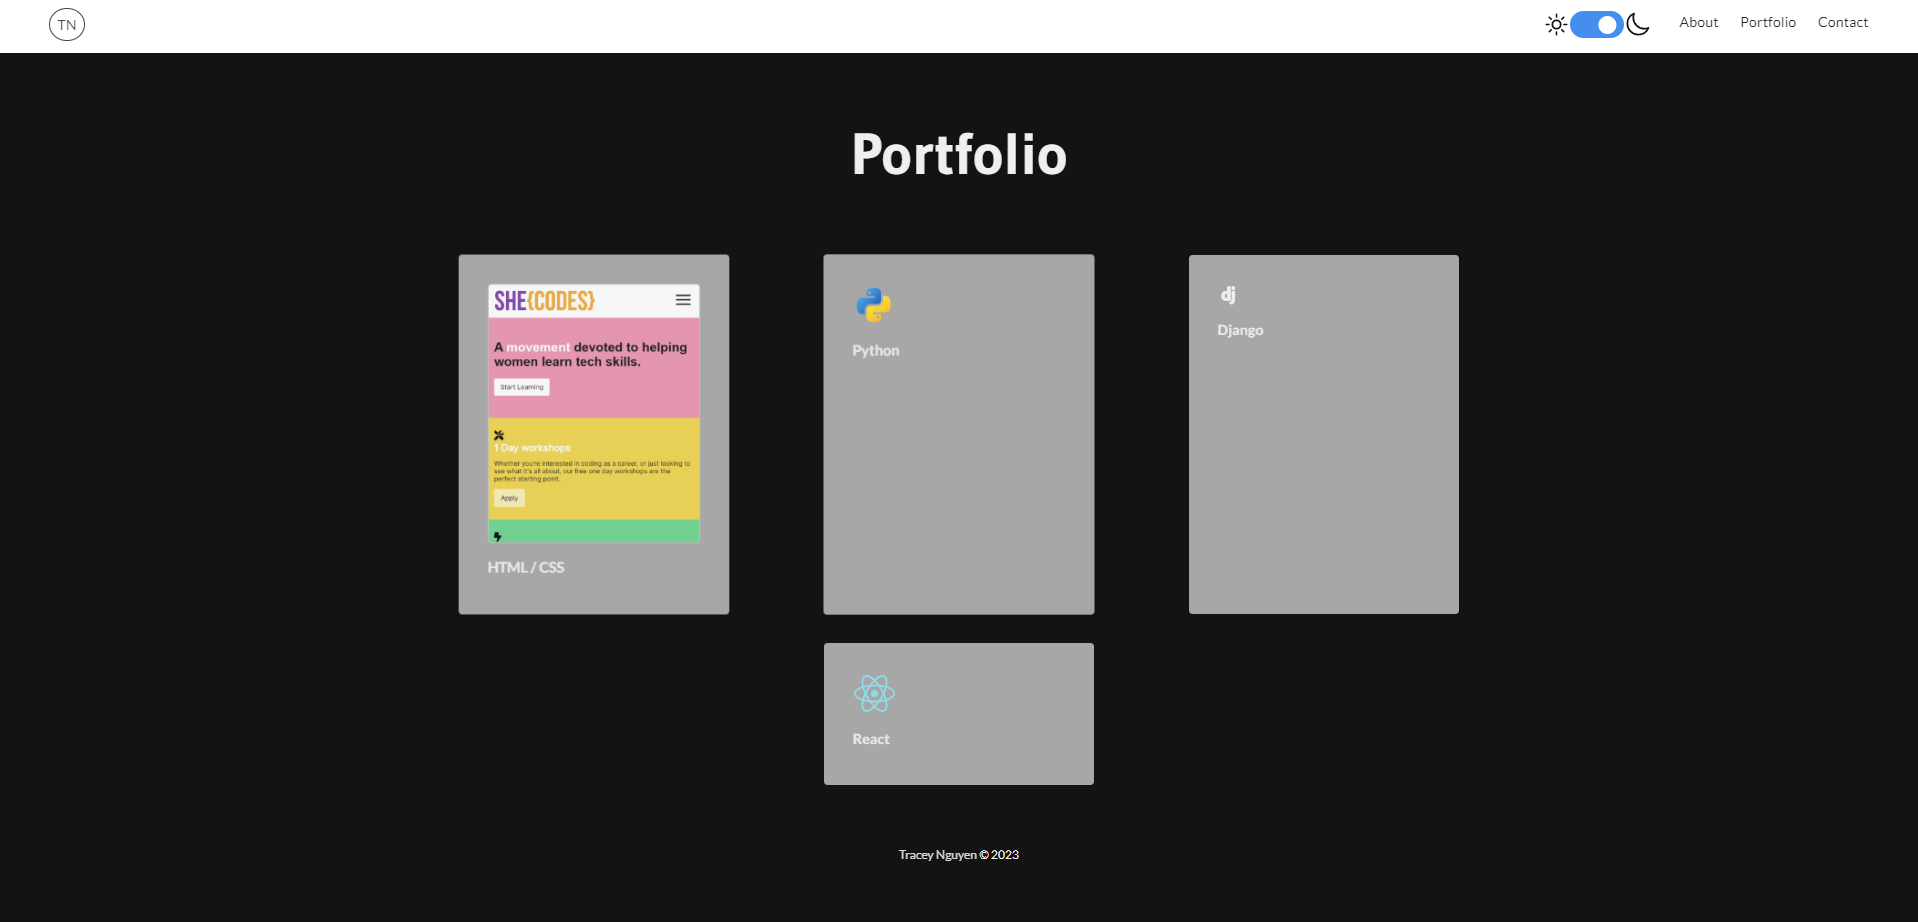 TN
About
Portfolio
Contact
Portfolio
SHE{CODES}
A movement devoted to helping
women learn tech skills.
Start Learning
1 Day workshops
Whether you're interested in coding as a career, or just looking to
see what it's all about, our free one day workshops are the
perfect starting point.
Apply
HTML / CSS
Python
dj
Django
React
Tracey Nguyen © 2023